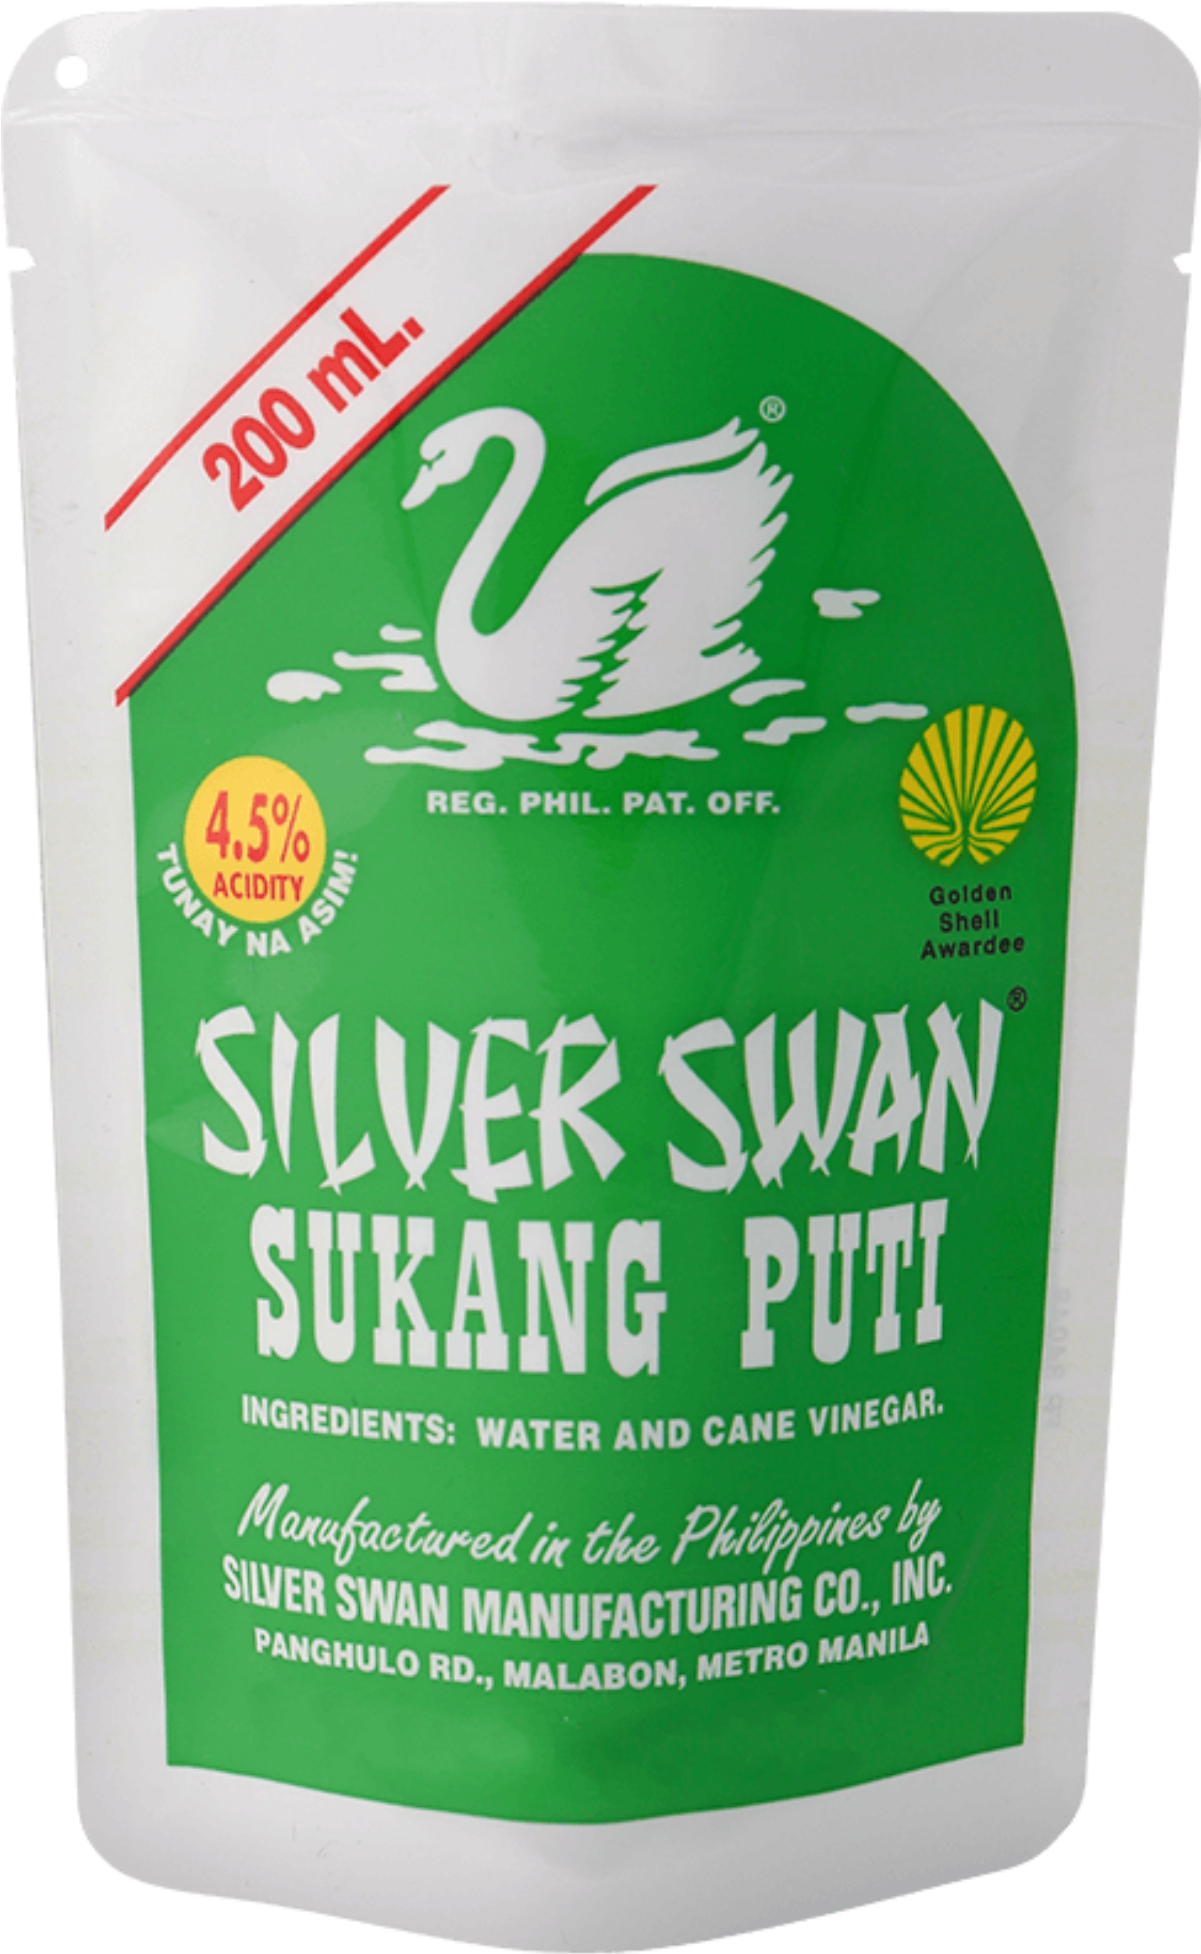 200 mL.
®
REG. PHIL. PAT. OFF.
4.5%
ACIDITY
TUNAY NA ASIM!
Golden
Shell
Awardee
SILVER SWAN®
SUKANG PUTI
INGREDIENTS: WATER AND CANE VINEGAR.
Manufactured in the Philippines by
SILVER SWAN MANUFACTURING CO., INC.
PANGHULO RD., MALABON, METRO MANILA